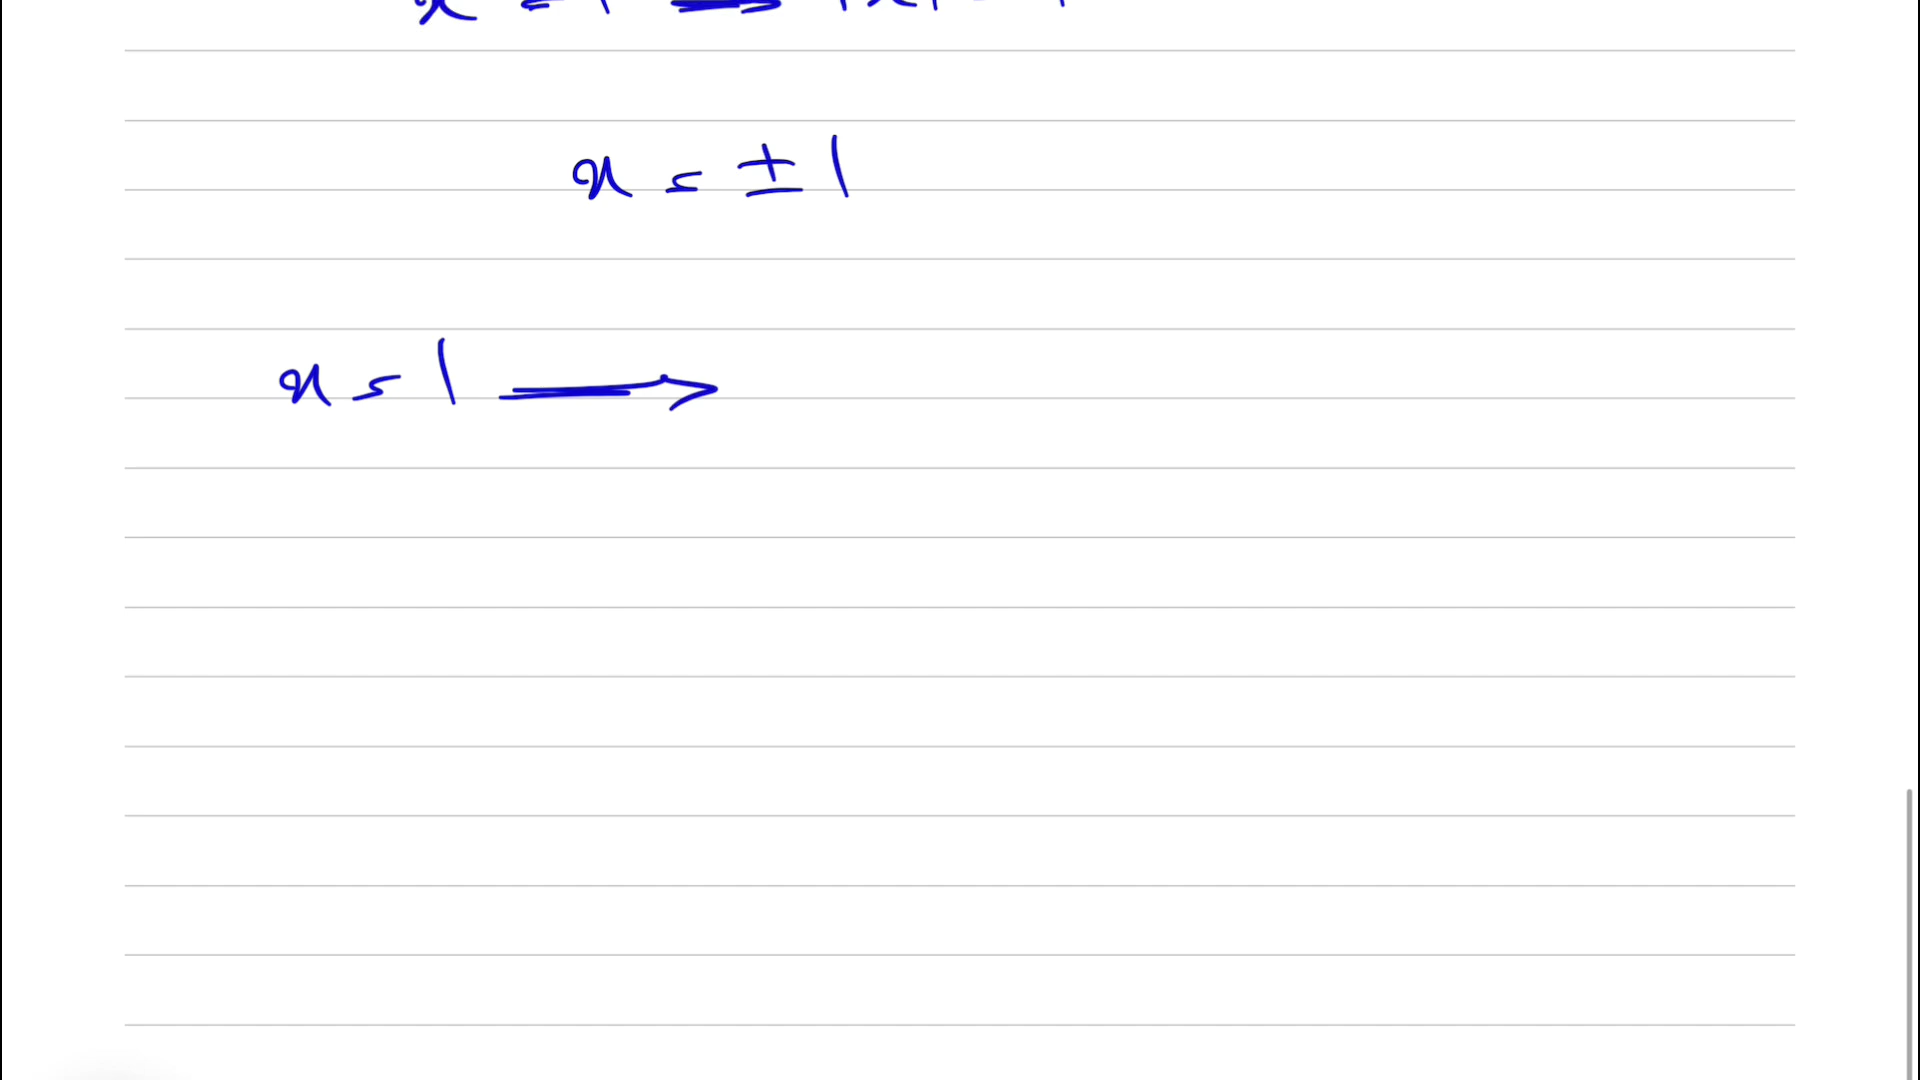 x = ±1
x = 1 ⟹